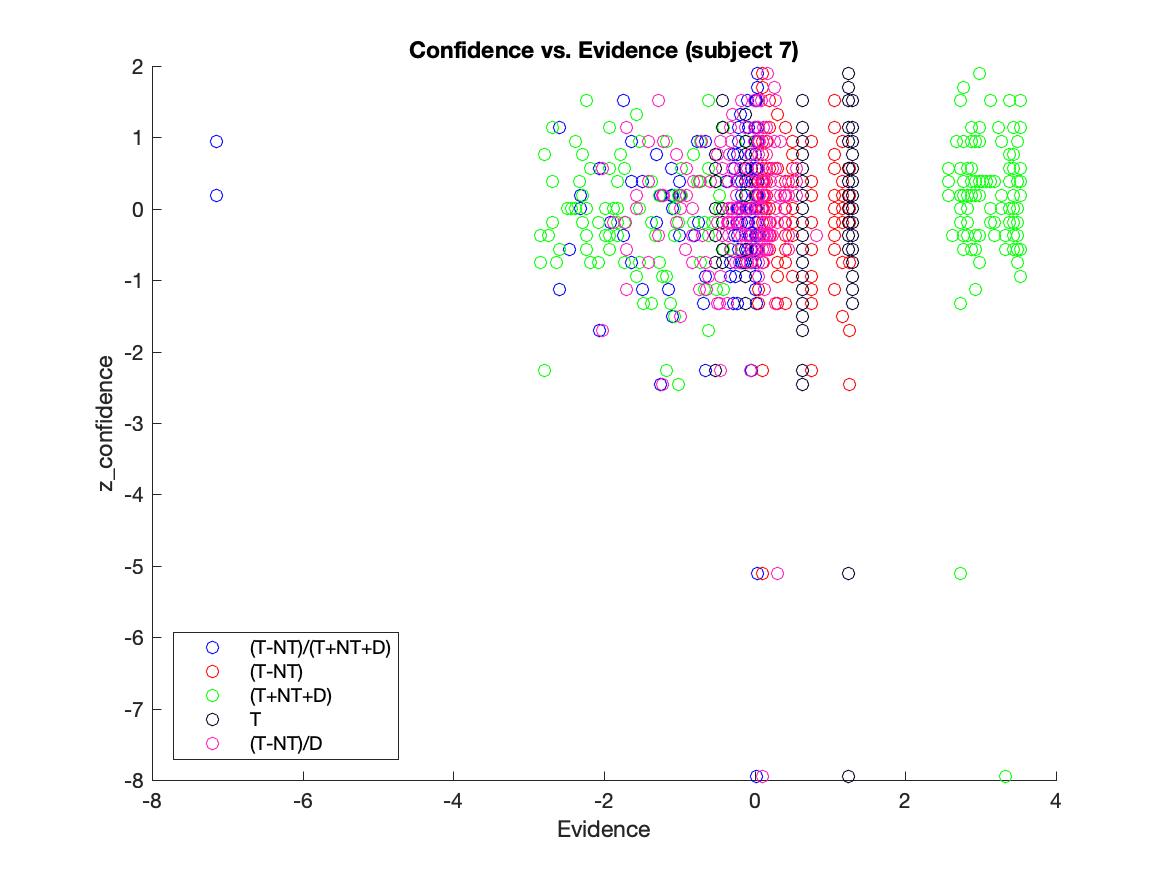 Confidence vs. Evidence (subject 7)
2
1
0
-1
-2
-3
-4
-5
-6
-7
-8
z_confidence
(T-NT)/(T+NT+D)
(T-NT)
(T+NT+D)
T
(T-NT)/D
-8 -6 -4 -2 0 2 4
Evidence